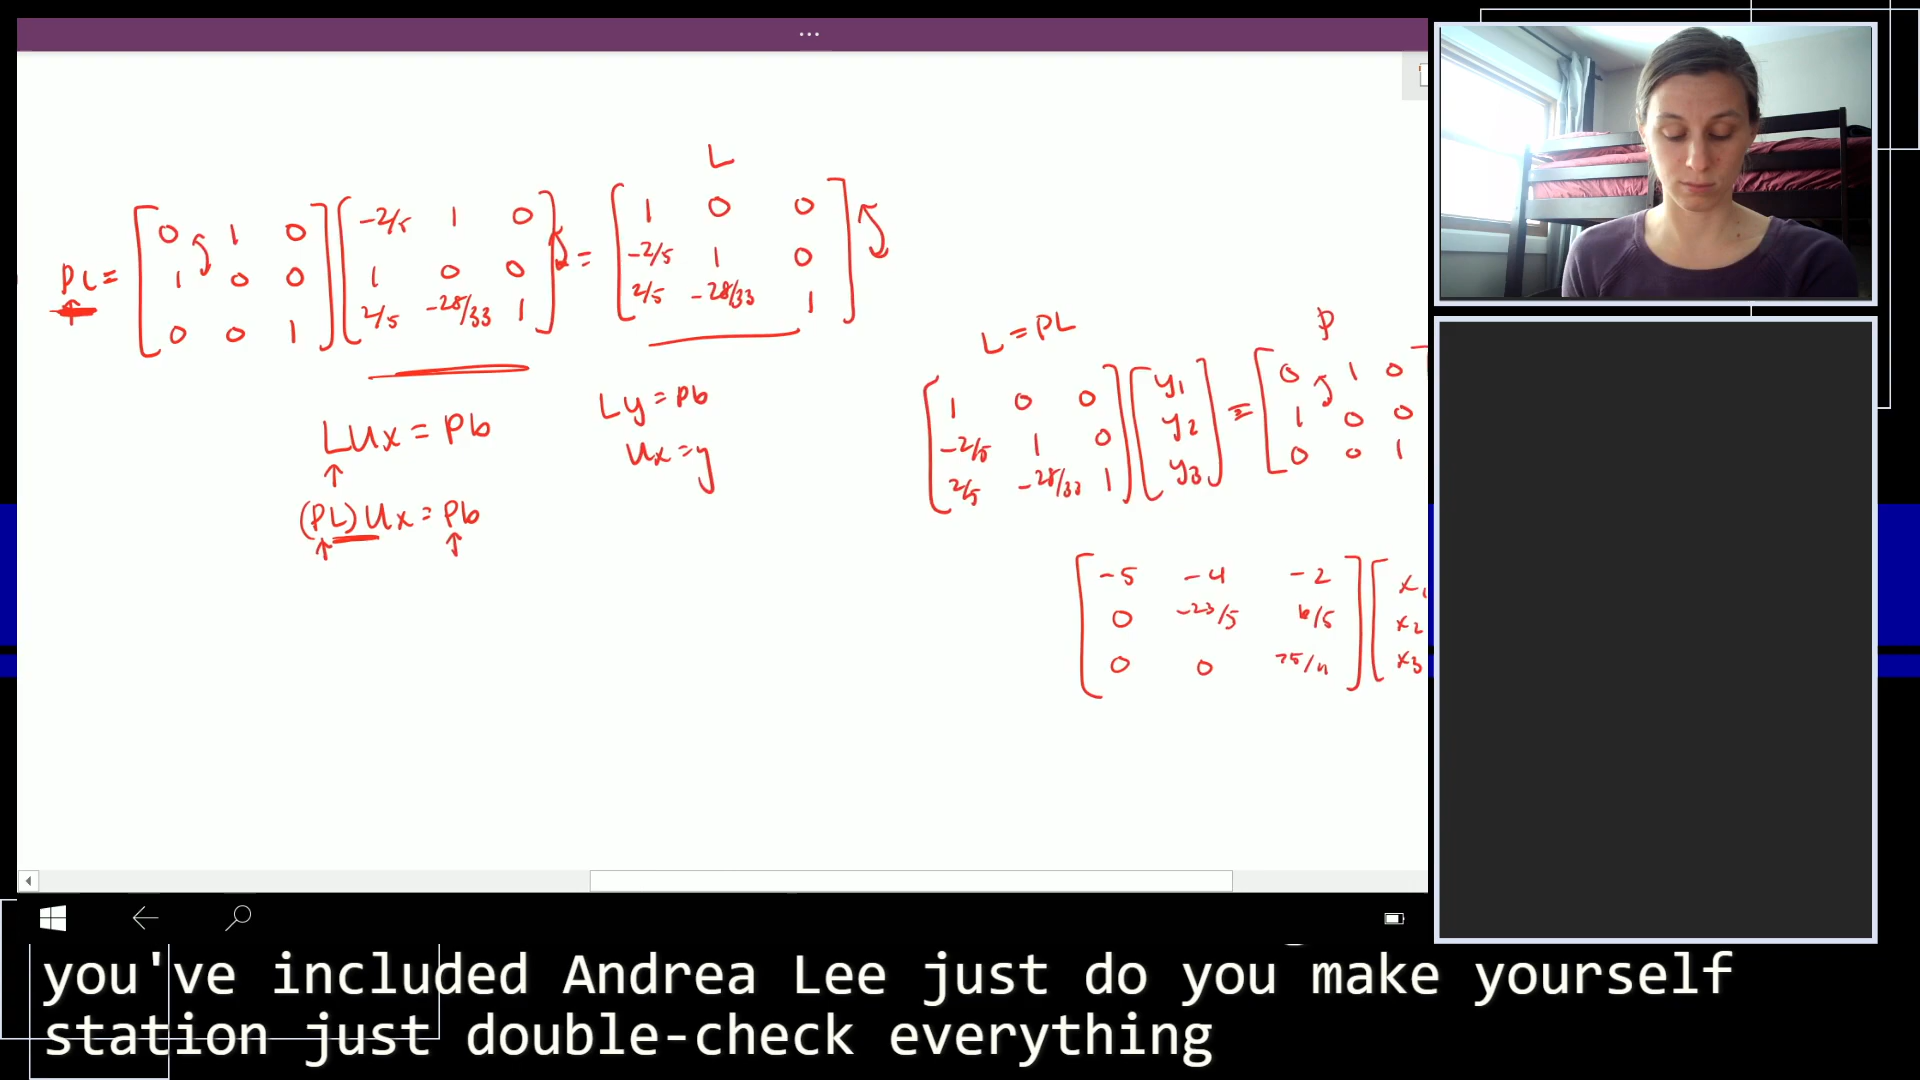 ...
L
PL = [0 1 0] [-2/5 1 0] = [1 0 0]
[1 0 0] [1 0 0] [-2/5 1 0]
[0 0 1] [2/5 -28/33 1] [2/5 -28/33 1]
L = PL
P
[1 0 0] [y1] = [0 1 0
[-2/5 1 0] [y2] [1 0 0
[2/5 -28/33 1] [y3] [0 0 1
Ly = Pb
LUx = Pb
Ux = y
(PL)Ux = Pb
[-5 -4 -2] [x1
[0 /5 6/5] [x2
[0 0] [x3
you've included Andrea Lee just do you make yourself
station just double-check everything